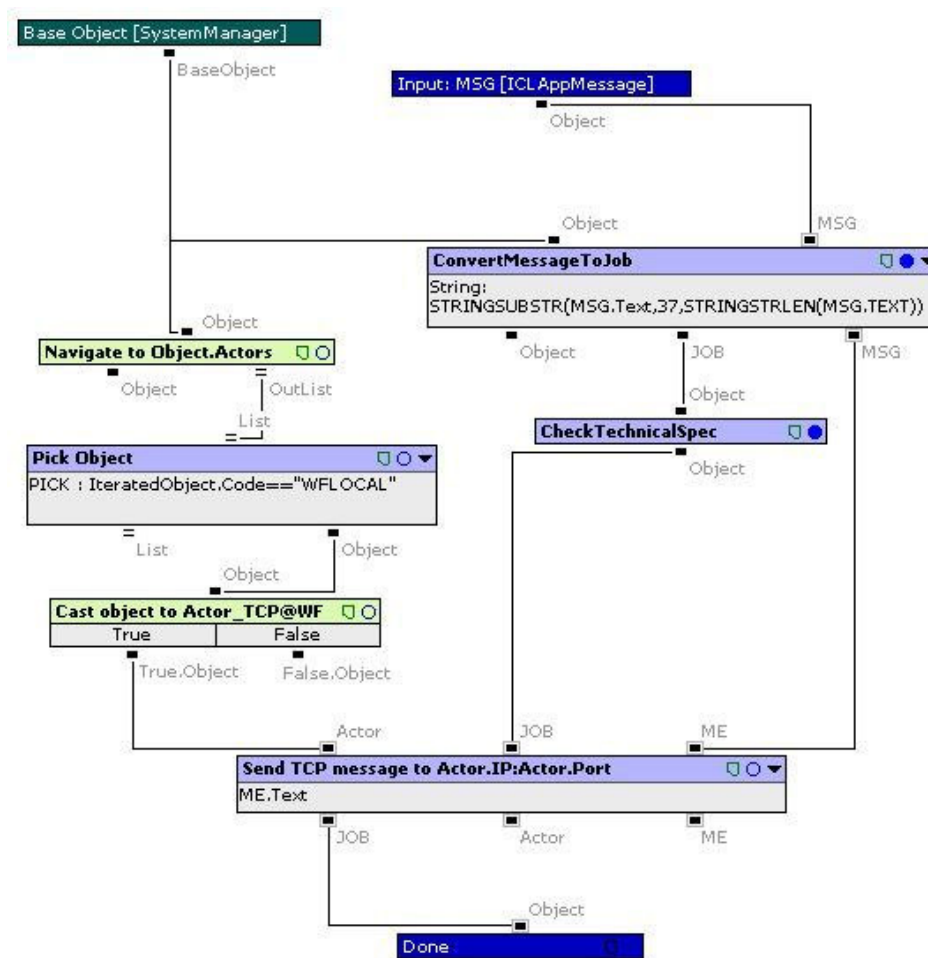 Base Object [SystemManager]
BaseObject
Input: MSG [ICLAppMessage]
Object
Object
MSG
ConvertMessageToJob
String:
STRINGSUBSTR(MSG.Text,37,STRINGSTRLEN(MSG.TEXT))
Object
JOB
MSG
Object
Navigate to Object.Actors
Object
OutList
Object
CheckTechnicalSpec
Object
List
Pick Object
PICK : IteratedObject.Code=="WFLOCAL"
List
Object
Object
Cast object to Actor_TCP@WF
True
False
True.Object
False.Object
Actor
JOB
ME
Send TCP message to Actor.IP:Actor.Port
ME.Text
JOB
Actor
ME
Object
Done